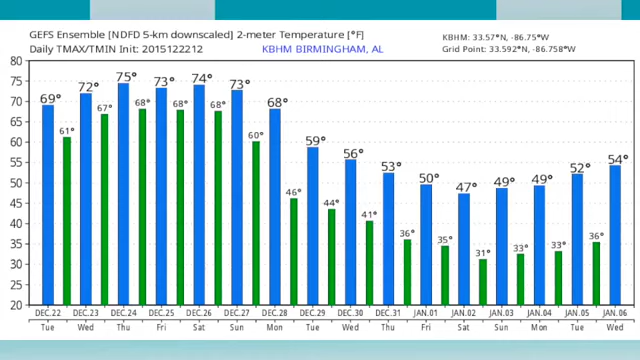 GEFS Ensemble [NDFD 5-km downscaled] 2-meter Temperature [°F]
KBHM: 33.57°N, -86.75°W
Daily TMAX/TMIN Init: 2015122212
KBHM BIRMINGHAM, AL
Grid Point: 33.592°N, -86.758°W
80
75
70
65
60
55
50
45
40
35
30
25
20
69° 61° 72° 67° 75° 68° 73° 68° 74° 68° 73° 60° 68° 46° 59° 44° 56° 41° 53° 36° 50° 35° 47° 31° 49° 33° 49° 33° 52° 36° 54°
DEC.22 DEC.23 DEC.24 DEC.25 DEC.26 DEC.27 DEC.28 DEC.29 DEC.30 DEC.31 JAN.01 JAN.02 JAN.03 JAN.04 JAN.05 JAN.06
Tue Wed Thu Fri Sat Sun Mon Tue Wed Thu Fri Sat Sun Mon Tue Wed